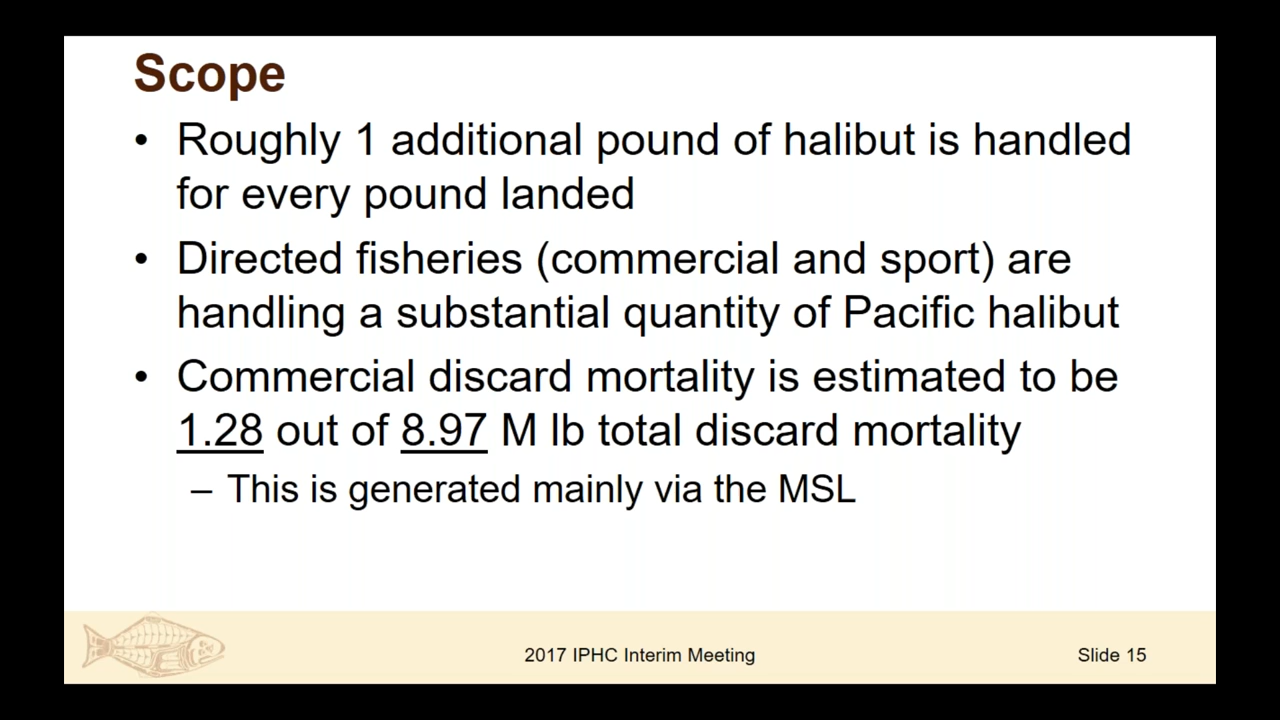 Scope
• Roughly 1 additional pound of halibut is handled
for every pound landed
• Directed fisheries (commercial and sport) are
handling a substantial quantity of Pacific halibut
• Commercial discard mortality is estimated to be
1.28 out of 8.97 M lb total discard mortality
– This is generated mainly via the MSL
2017 IPHC Interim Meeting
Slide 15